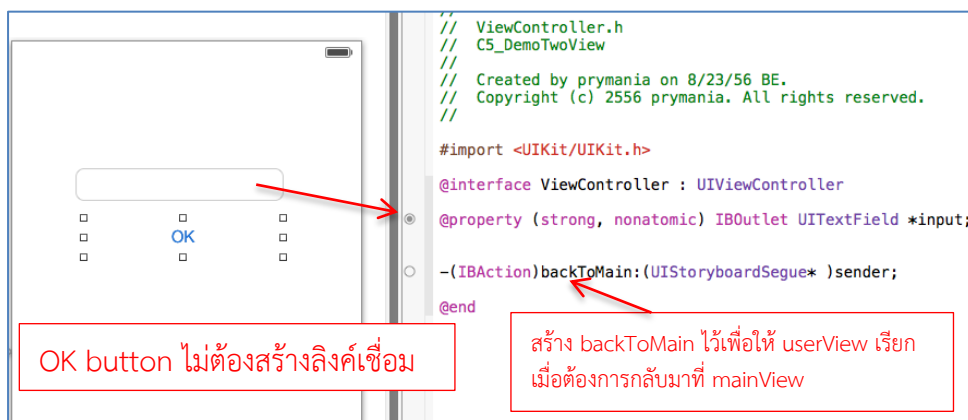 //
// ViewController.h
// C5_DemoTwoView
//
// Created by prymania on 8/23/56 BE.
// Copyright (c) 2556 prymania. All rights reserved.
//
#import <UIKit/UIKit.h>
@interface ViewController : UIViewController
@property (strong, nonatomic) IBOutlet UITextField *input;
OK
-(IBAction)backToMain:(UIStoryboardSegue* )sender;
@end
OK button ไม่ต้องสร้างลิงค์เชื่อม
สร้าง backToMain ไว้เพื่อให้ userView เรียก
เมื่อต้องการกลับมาที่ mainView